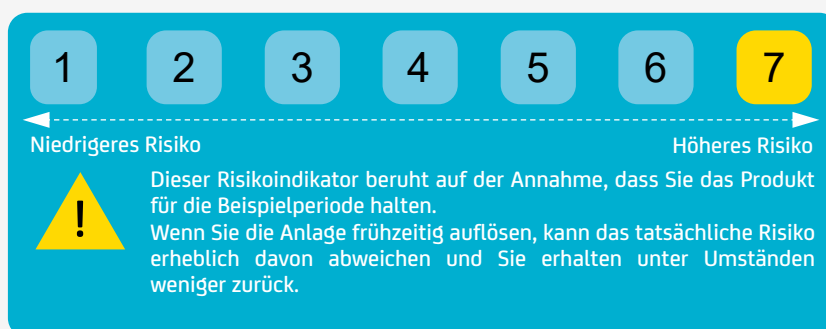 1 2 3 4 5 6 7
Niedrigeres Risiko Höheres Risiko
! Dieser Risikoindikator beruht auf der Annahme, dass Sie das Produkt
für die Beispielperiode halten.
Wenn Sie die Anlage frühzeitig auflösen, kann das tatsächliche Risiko
erheblich davon abweichen und Sie erhalten unter Umständen
weniger zurück.